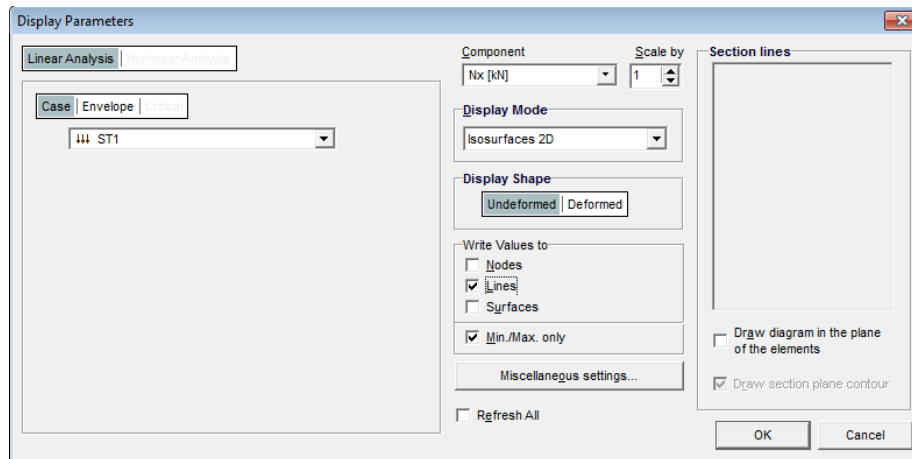 Display Parameters
Linear Analysis Nonlinear Analysis
Case Envelope Critical
ST1
Component
Nx [kN]
Scale by
1
Display Mode
Isosurfaces 2D
Display Shape
Undeformed Deformed
Write Values to
Nodes
Lines
Surfaces
Min./Max. only
Miscellaneous settings...
Refresh All
Section lines
Draw diagram in the plane
of the elements
Draw section plane contour
OK Cancel